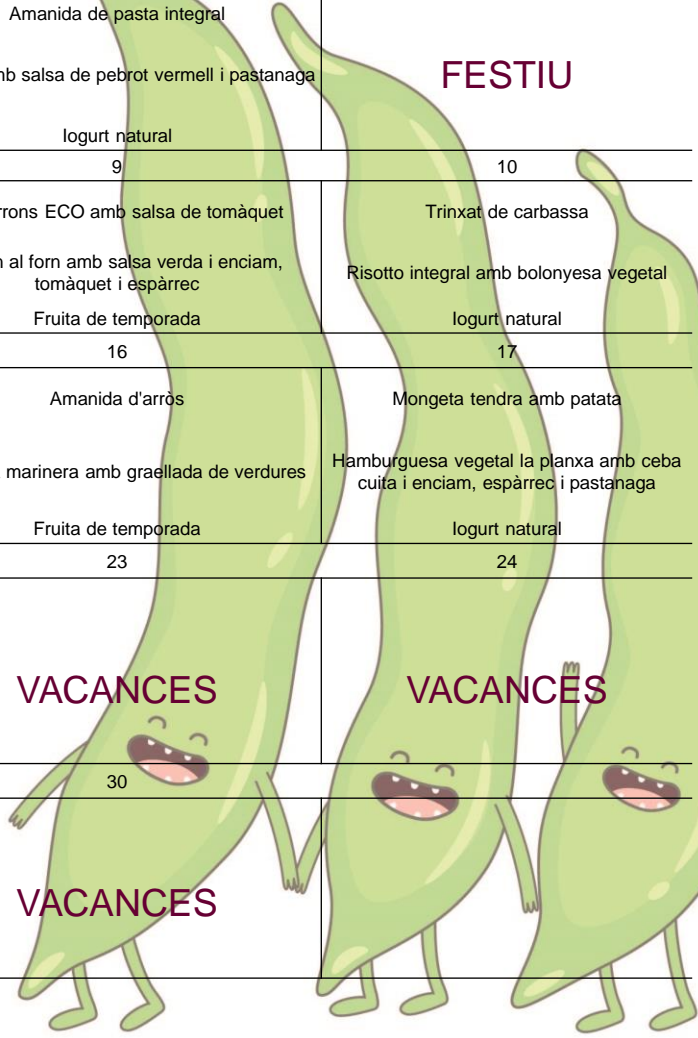 Amanida de pasta integral
salsa de pebrot vermell i pastanaga
FESTIU
Iogurt natural
9
10
rrons ECO amb salsa de tomàquet
Trinxat de carbassa
al forn amb salsa verda i enciam,
tomàquet i espàrrec
Risotto integral amb bolonyesa vegetal
Fruita de temporada
Iogurt natural
16
17
Amanida d'arròs
Mongeta tendra amb patata
marinera amb graellada de verdures
Hamburguesa vegetal la planxa amb ceba
cuita i enciam, espàrrec i pastanaga
Fruita de temporada
Iogurt natural
23
24
VACANCES
VACANCES
30
VACANCES